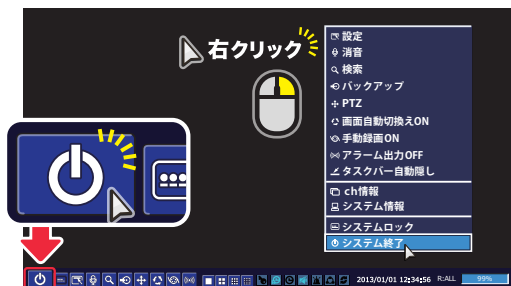 右クリック
設定
消音
検索
バックアップ
PTZ
画面自動切換えON
手動録画ON
アラーム出力OFF
タスクバー自動隠し
ch情報
システム情報
システムロック
システム終了
2013/01/01 12:34:56 R:ALL 99%